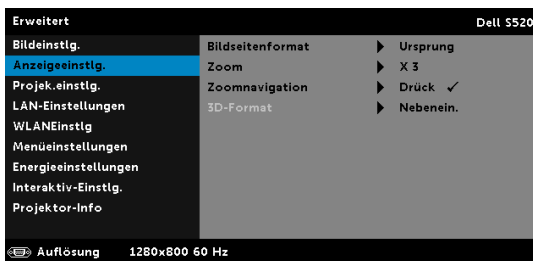 Erweitert Dell S520
Bildeinstlg.
Anzeigeeinstlg.
Projek.einstlg.
LAN-Einstellungen
WLANEinstlg
Menüeinstellungen
Energieeinstellungen
Interaktiv-Einstlg.
Projektor-Info
Bildseitenformat Ursprung
Zoom X 3
Zoomnavigation Drück ✓
3D-Format Nebenein.
Auflösung 1280x800 60 Hz